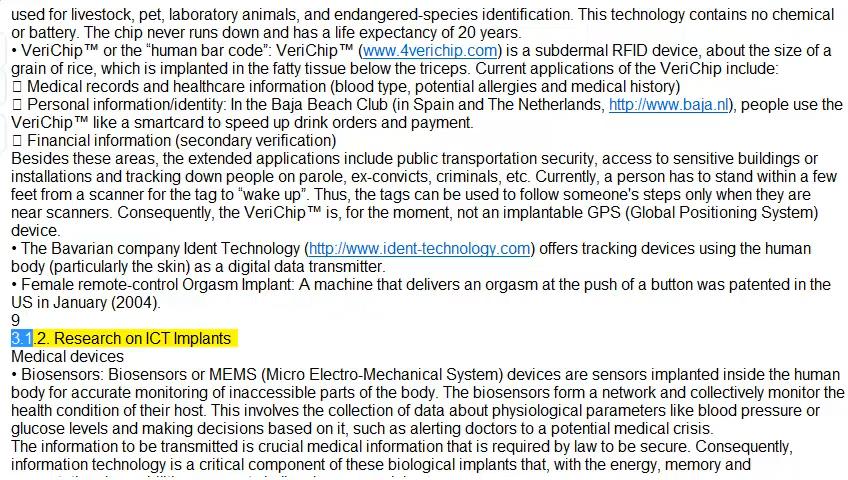 used for livestock, pet, laboratory animals, and endangered-species identification. This technology contains no chemical
or battery. The chip never runs down and has a life expectancy of 20 years.
• VeriChip™ or the “human bar code”: VeriChip™ (www.4verichip.com) is a subdermal RFID device, about the size of a
grain of rice, which is implanted in the fatty tissue below the triceps. Current applications of the VeriChip include:
 Medical records and healthcare information (blood type, potential allergies and medical history)
 Personal information/identity: In the Baja Beach Club (in Spain and The Netherlands, http://www.baja.nl), people use the
VeriChip™ like a smartcard to speed up drink orders and payment.
 Financial information (secondary verification)
Besides these areas, the extended applications include public transportation security, access to sensitive buildings or
installations and tracking down people on parole, ex-convicts, criminals, etc. Currently, a person has to stand within a few
feet from a scanner for the tag to “wake up”. Thus, the tags can be used to follow someone's steps only when they are
near scanners. Consequently, the VeriChip™ is, for the moment, not an implantable GPS (Global Positioning System)
device.
• The Bavarian company Ident Technology (http://www.ident-technology.com) offers tracking devices using the human
body (particularly the skin) as a digital data transmitter.
• Female remote-control Orgasm Implant: A machine that delivers an orgasm at the push of a button was patented in the
US in January (2004).
9
3.1.2. Research on ICT Implants
Medical devices
• Biosensors: Biosensors or MEMS (Micro Electro-Mechanical System) devices are sensors implanted inside the human
body for accurate monitoring of inaccessible parts of the body. The biosensors form a network and collectively monitor the
health condition of their host. This involves the collection of data about physiological parameters like blood pressure or
glucose levels and making decisions based on it, such as alerting doctors to a potential medical crisis.
The information to be transmitted is crucial medical information that is required by law to be secure. Consequently,
information technology is a critical component of these biological implants that, with the energy, memory and